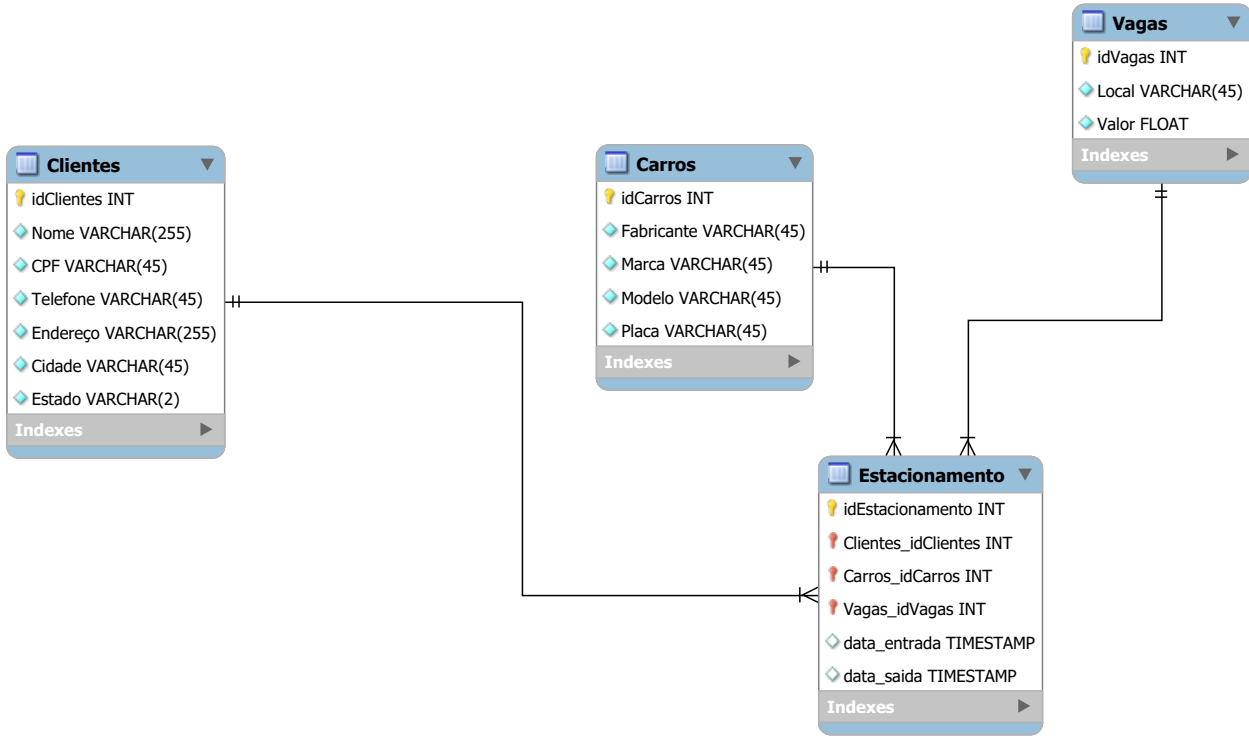 Clientes
idClientes INT
Nome VARCHAR(255)
CPF VARCHAR(45)
Telefone VARCHAR(45)
Endereço VARCHAR(255)
Cidade VARCHAR(45)
Estado VARCHAR(2)
Indexes
Carros
idCarros INT
Fabricante VARCHAR(45)
Marca VARCHAR(45)
Modelo VARCHAR(45)
Placa VARCHAR(45)
Indexes
Vagas
idVagas INT
Local VARCHAR(45)
Valor FLOAT
Indexes
Estacionamento
idEstacionamento INT
Clientes_idClientes INT
Carros_idCarros INT
Vagas_idVagas INT
data_entrada TIMESTAMP
data_saida TIMESTAMP
Indexes